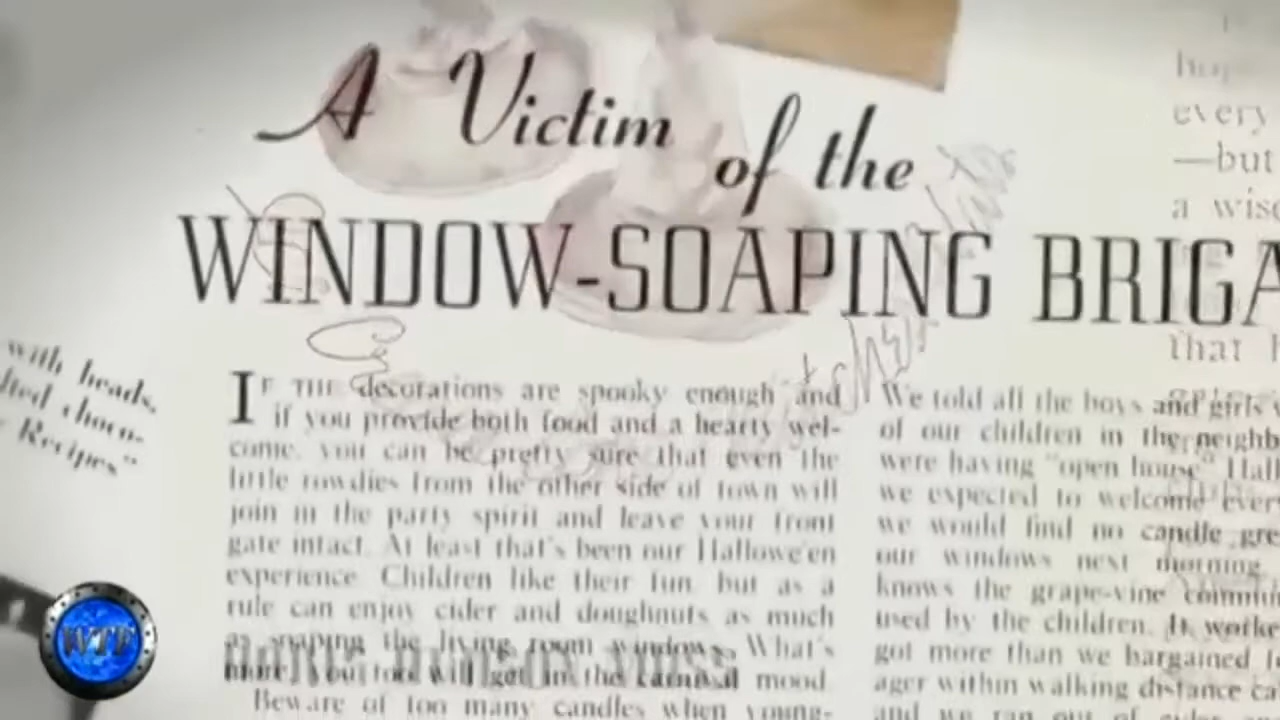 A Victim of the
WINDOW-SOAPING BRIGA
with heads,
Recipes"
IF THE decorations are spooky enough and
if you provide both food and a hearty wel-
come, you can be pretty sure that even the
little rowdies from the other side of town will
join in the party spirit and leave your front
gate intact. At least that's been our Hallowe'en
experience. Children like their fun, but as a
rule can enjoy cider and doughnuts as much
as soaping the living room windows. What's
more, you too will get in the carnival mood.
Beware of too many candles when young-
We told all the boys and girls
of our children in the neighb
were having "open house" Hall
we expected to welcome ever
we would find no candle gre
our windows next morning.
knows the grape-vine commun
used by the children. It worke
got more than we bargained f
ager within walking distance ca
and we ran out of
every
—but
a wise
that
WTF